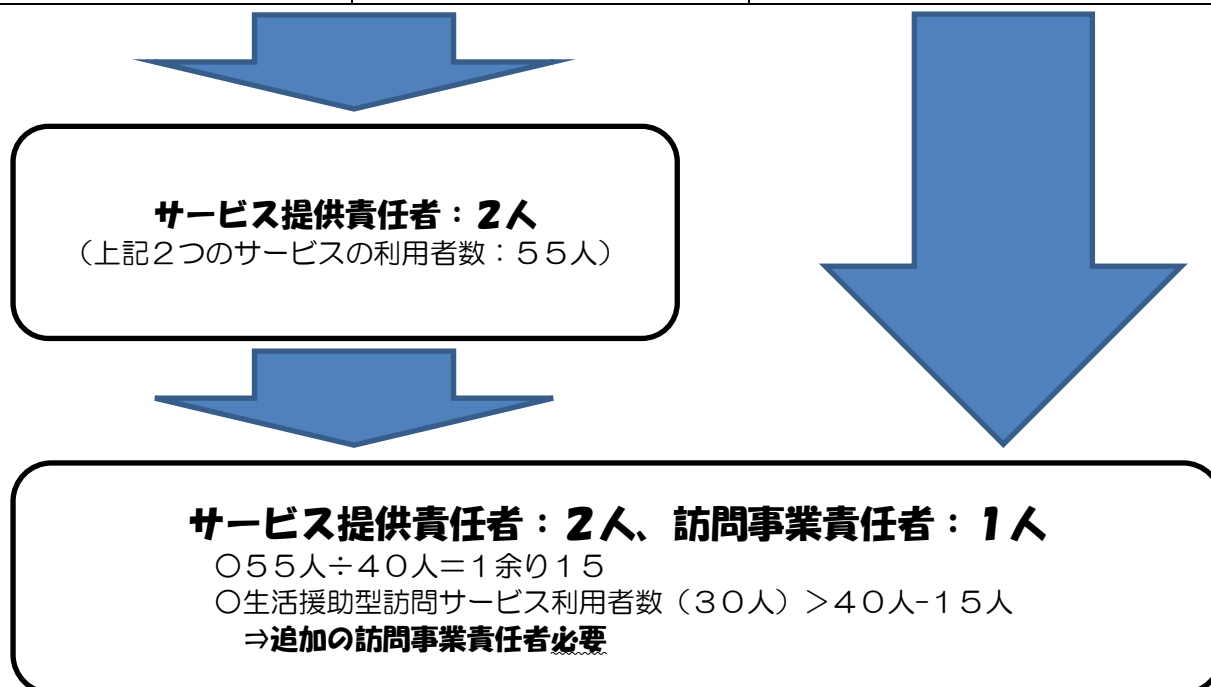 サービス提供責任者：２人
（上記２つのサービスの利用者数：５５人）
サービス提供責任者：２人、訪問事業責任者：１人
○５５人÷４０人＝１余り１５
○生活援助型訪問サービス利用者数（３０人）＞４０人-１５人
⇒追加の訪問事業責任者必要